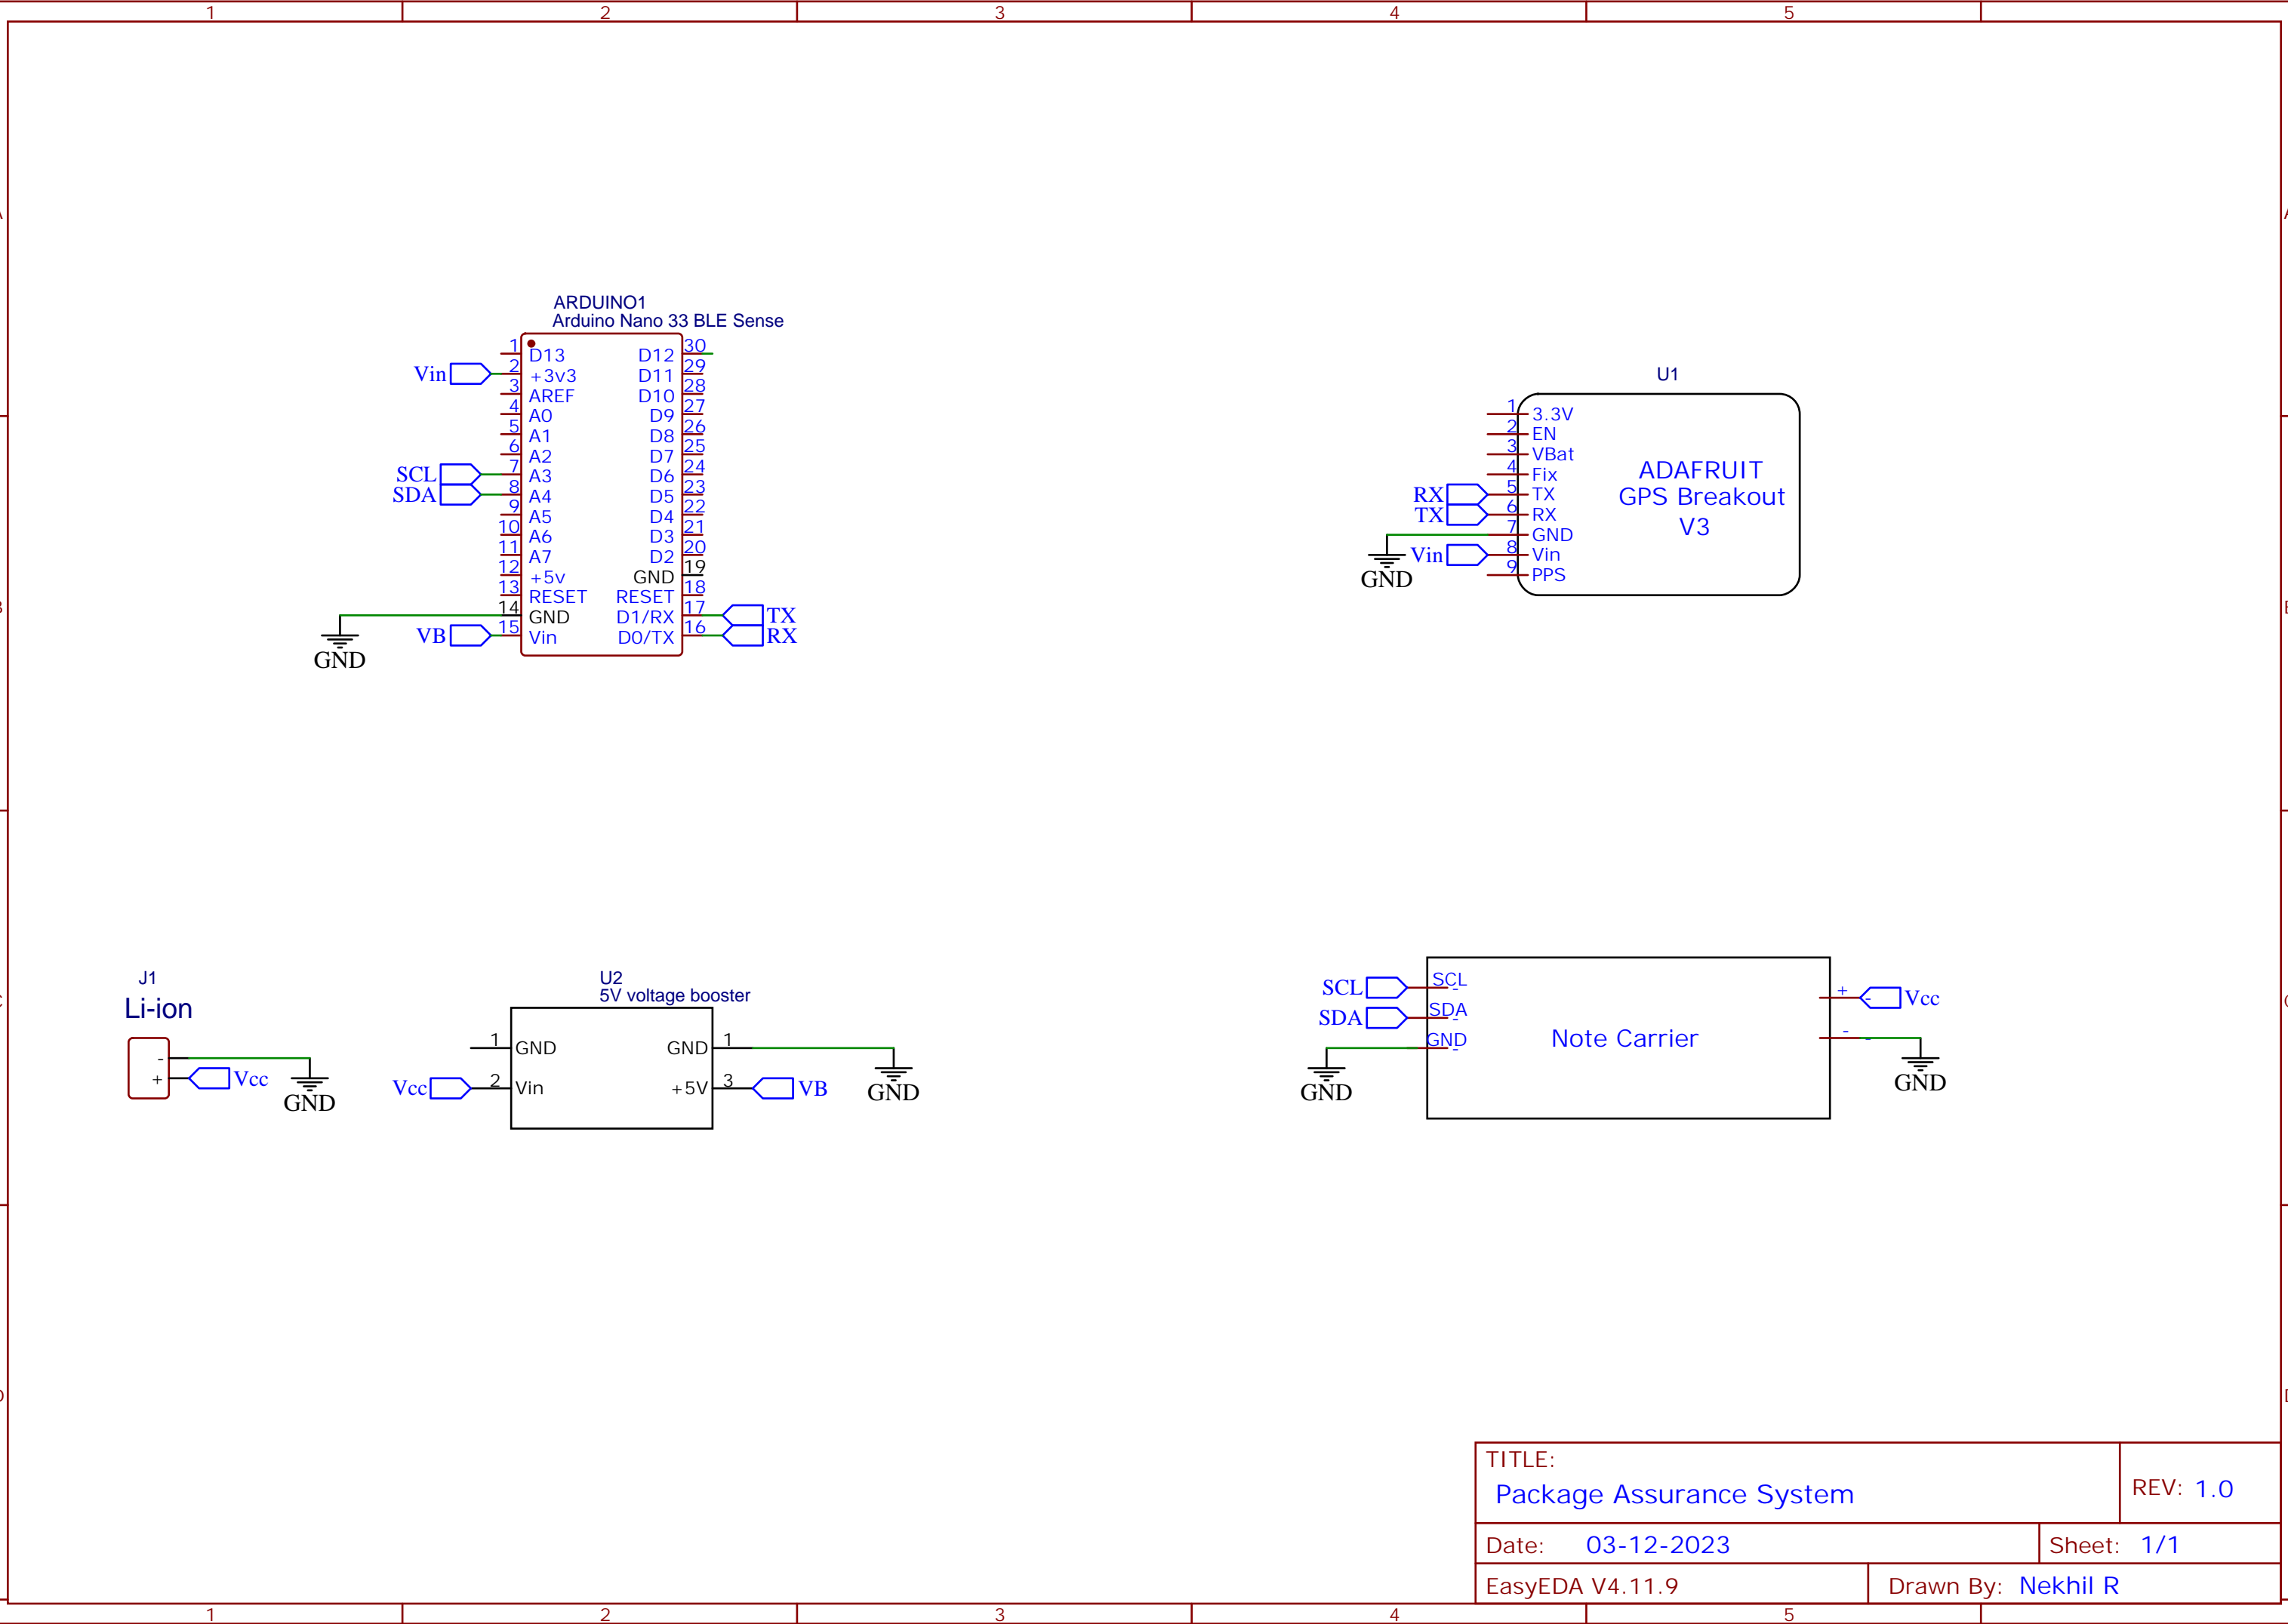 1 2 3 4 5
A A
ARDUINO1
Arduino Nano 33 BLE Sense
1 D13 D12 30
Vin 2 +3v3 D11 29
3 AREF D10 28
4 A0 D9 27
5 A1 D8 26
6 A2 D7 25
SCL 7 A3 D6 24
SDA 8 A4 D5 23
9 A5 D4 22
10 A6 D3 21
11 A7 D2 20
12 +5v GND 19
13 RESET RESET 18
14 GND D1/RX 17 TX
VB 15 Vin D0/TX 16 RX
GND
U1
1 3.3V
2 EN
3 VBat
4 Fix
RX 5 TX
TX 6 RX
7 GND
Vin 8 Vin
9 PPS
GND
ADAFRUIT
GPS Breakout
V3
B B
J1
Li-ion
-
+ Vcc
GND
U2
5V voltage booster
1 GND GND 1
Vcc 2 Vin +5V 3 VB
GND
SCL SCL -
SDA SDA -
GND -
GND
Note Carrier
+ - Vcc
- -
GND
C C
D D
TITLE:
Package Assurance System
REV: 1.0
Date: 03-12-2023
Sheet: 1/1
EasyEDA V4.11.9
Drawn By: Nekhil R
1 2 3 4 5